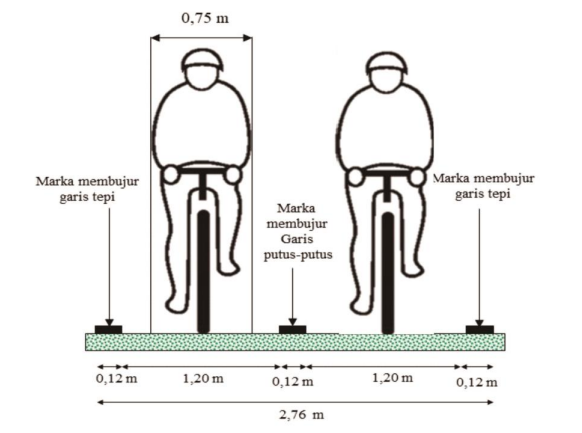 0,75 m
Marka membujur
garis tepi
Marka
membujur
Garis
putus-putus
Marka membujur
garis tepi
0,12 m
1,20 m
0,12 m
1,20 m
0,12 m
2,76 m